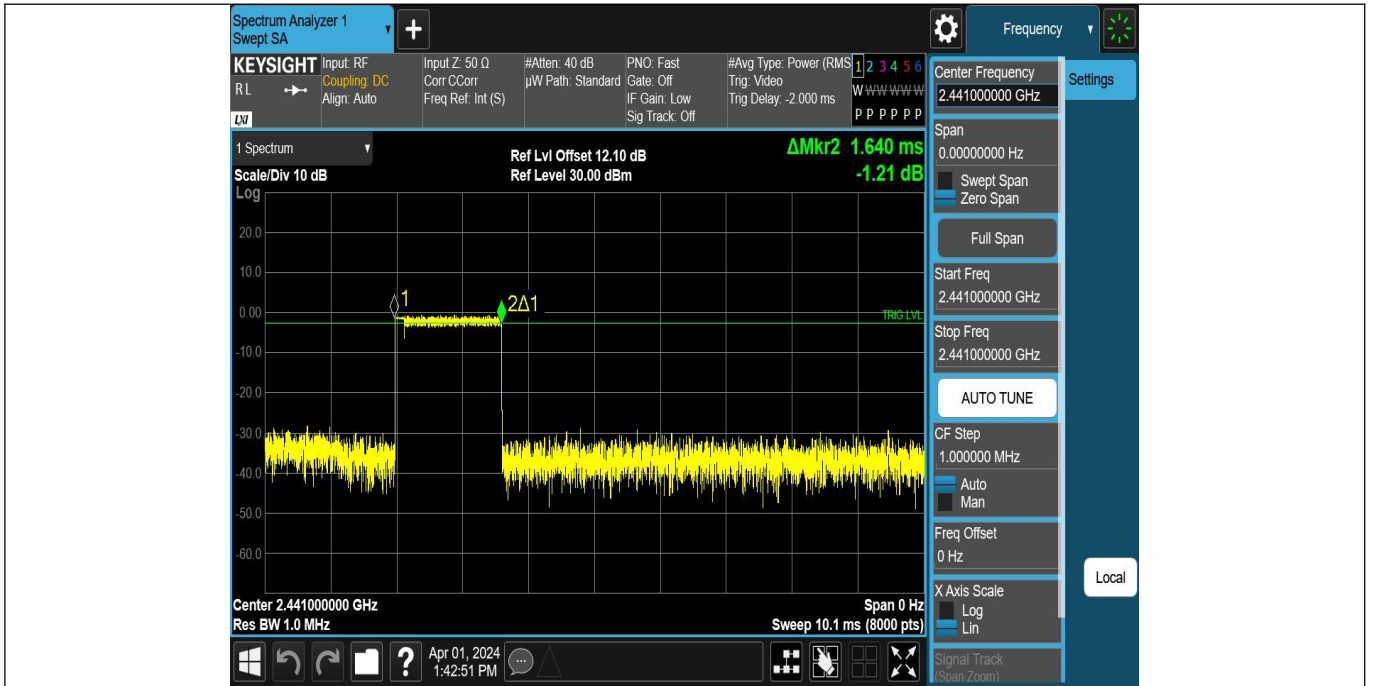 Spectrum Analyzer 1
Swept SA
+
Frequency
KEYSIGHT
RL
LXI
Input: RF
Coupling: DC
Align: Auto
Input Z: 50 Ω
Corr CCorr
Freq Ref: Int (S)
#Atten: 40 dB
µW Path: Standard
PNO: Fast
Gate: Off
IF Gain: Low
Sig Track: Off
#Avg Type: Power (RMS
Trig: Video
Trig Delay: -2.000 ms
1 2 3 4 5 6
W W W W W W
P P P P P P
1 Spectrum
Scale/Div 10 dB
Log
Ref Lvl Offset 12.10 dB
Ref Level 30.00 dBm
ΔMkr2 1.640 ms
-1.21 dB
20.0
10.0
0.00
-10.0
-20.0
-30.0
-40.0
-50.0
-60.0
1
2Δ1
TRIG LVL
Center 2.441000000 GHz
Res BW 1.0 MHz
Span 0 Hz
Sweep 10.1 ms (8000 pts)
Apr 01, 2024
1:42:51 PM
?
Center Frequency
2.441000000 GHz
Settings
Span
0.00000000 Hz
Swept Span
Zero Span
Full Span
Start Freq
2.441000000 GHz
Stop Freq
2.441000000 GHz
AUTO TUNE
CF Step
1.000000 MHz
Auto
Man
Freq Offset
0 Hz
X Axis Scale
Log
Lin
Local
Signal Track
(Span Zoom)